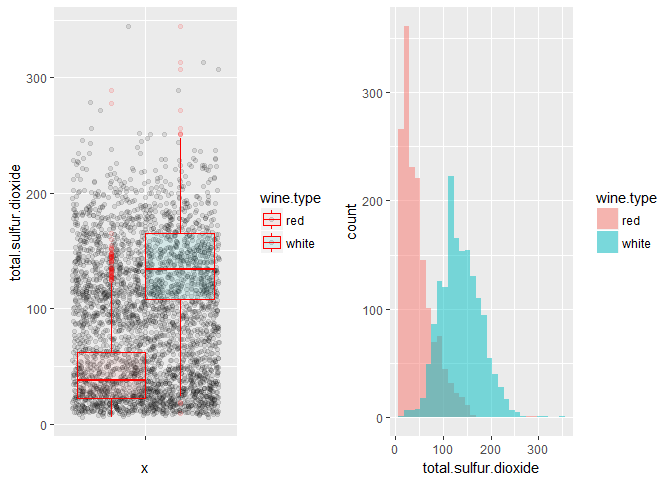 total.sulfur.dioxide
300
200
100
0
x
wine.type
red
white
count
300
200
100
0
0
100
200
300
total.sulfur.dioxide
wine.type
red
white